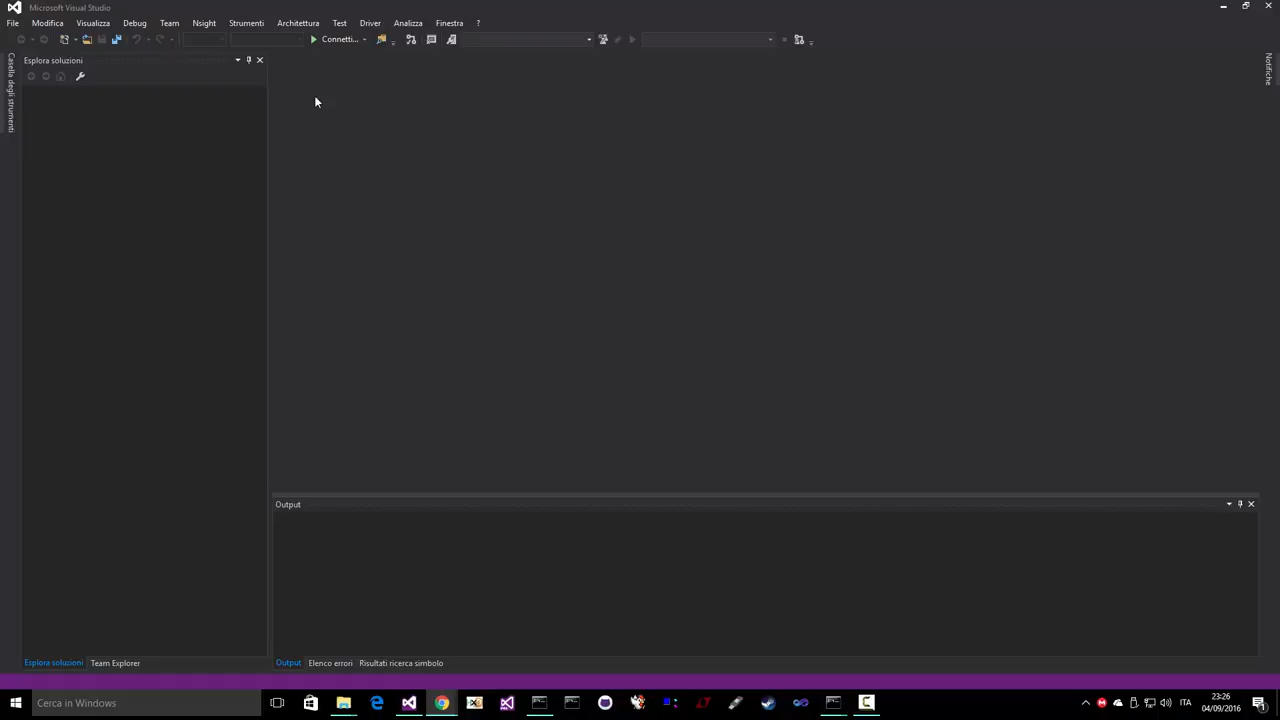 Microsoft Visual Studio
File Modifica Visualizza Debug Team Nsight Strumenti Architettura Test Driver Analizza Finestra ?
Connetti...
Casella degli strumenti
Esplora soluzioni
Notifiche
Output
Esplora soluzioni Team Explorer
Output Elenco errori Risultati ricerca simbolo
Cerca in Windows
ITA
23:26
04/09/2016